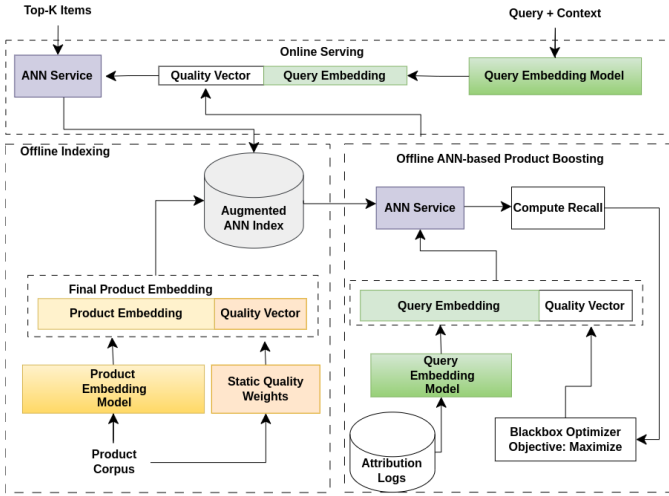 Top-K Items
Query + Context
Online Serving
ANN Service
Quality Vector
Query Embedding
Query Embedding Model
Offline Indexing
Augmented
ANN Index
Final Product Embedding
Product Embedding
Quality Vector
Product
Embedding
Model
Static Quality
Weights
Product
Corpus
Offline ANN-based Product Boosting
ANN Service
Compute Recall
Query Embedding
Quality Vector
Query
Embedding
Model
Attribution
Logs
Blackbox Optimizer
Objective: Maximize